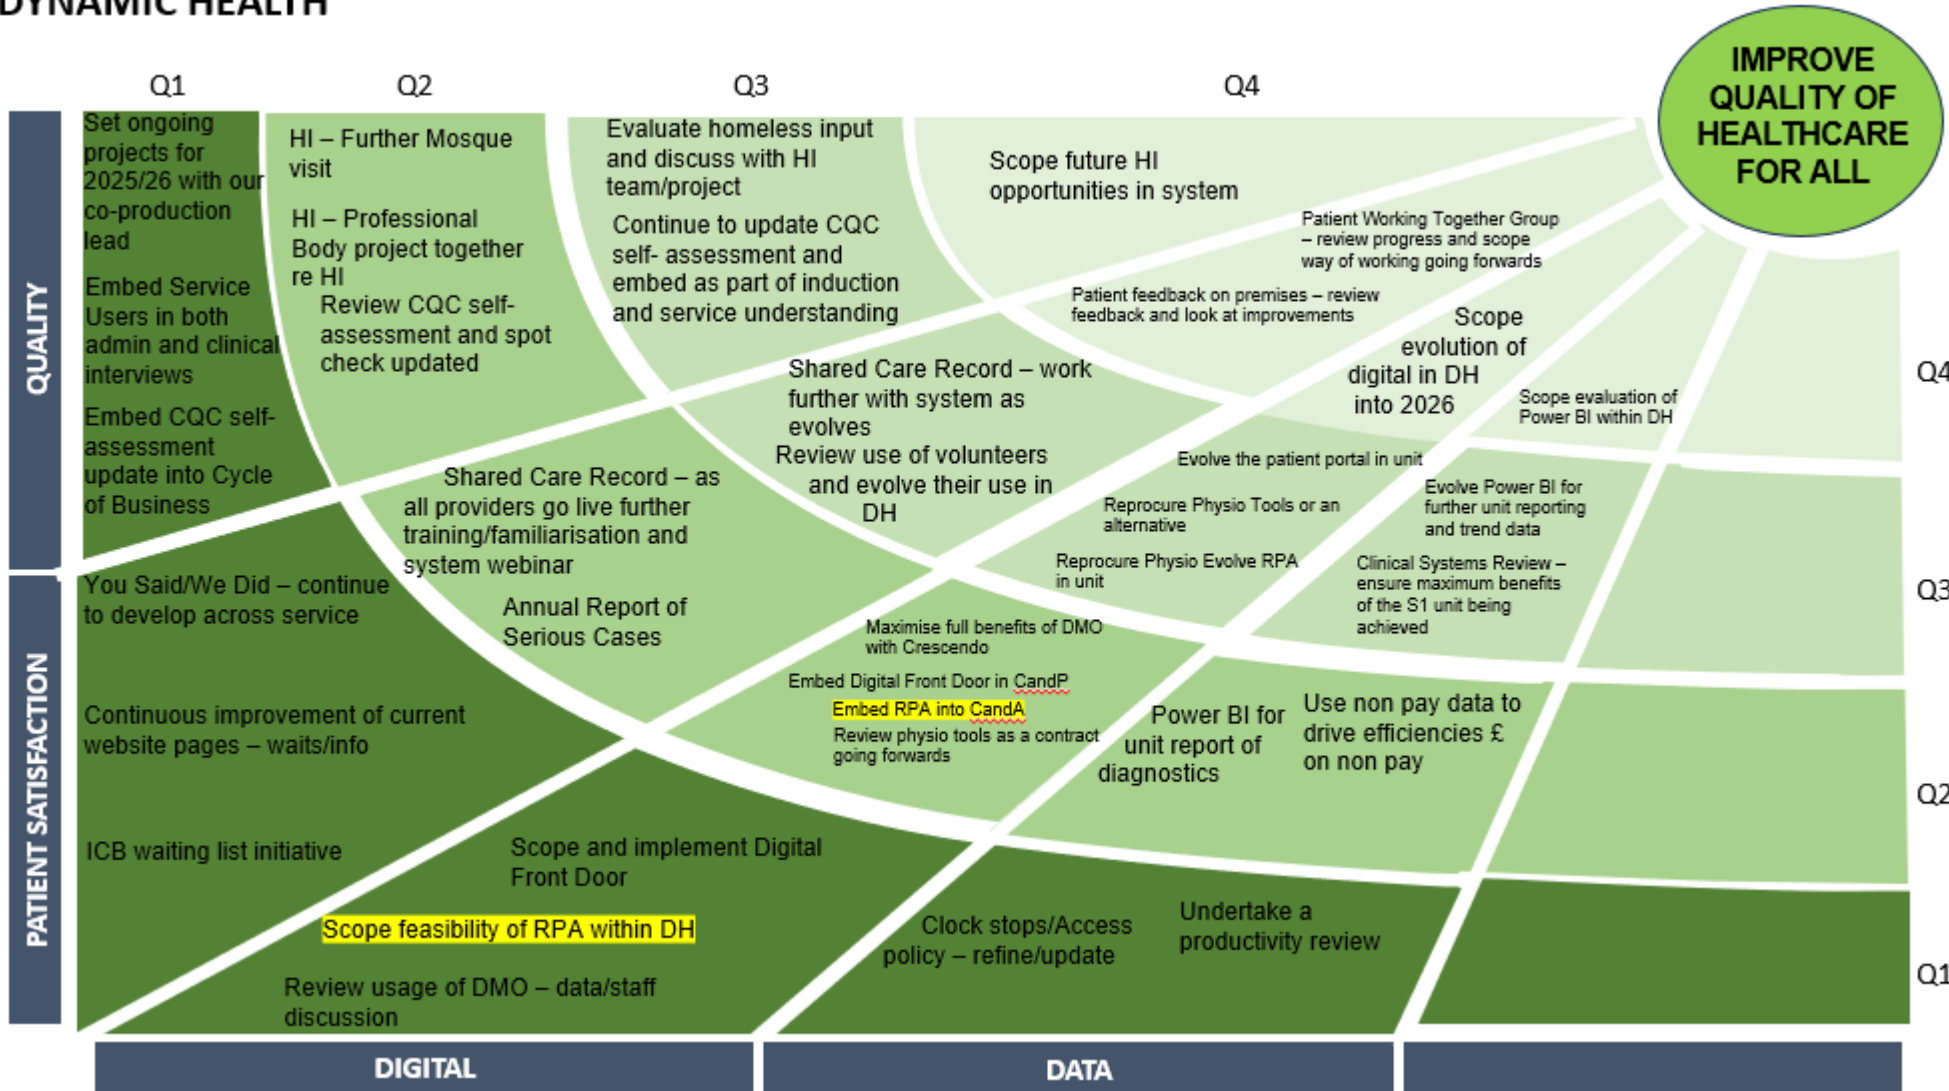 DYNAMIC HEALTH
Q1
Q2
Q3
Q4
IMPROVE
QUALITY OF
HEALTHCARE
FOR ALL
QUALITY
Set ongoing
projects for
2025/26 with our
co-production
lead
Embed Service
Users in both
admin and clinical
interviews
Embed CQC self-
assessment
update into Cycle
of Business
HI – Further Mosque
visit
HI – Professional
Body project together
re HI
Review CQC self-
assessment and spot
check updated
Evaluate homeless input
and discuss with HI
team/project
Continue to update CQC
self- assessment and
embed as part of induction
and service understanding
Scope future HI
opportunities in system
PATIENT SATISFACTION
You Said/We Did – continue
to develop across service
Continuous improvement of current
website pages – waits/info
ICB waiting list initiative
Shared Care Record – as
all providers go live further
training/familiarisation and
system webinar
Annual Report of
Serious Cases
Shared Care Record – work
further with system as
evolves
Review use of volunteers
and evolve their use in
DH
Patient Working Together Group
– review progress and scope
way of working going forwards
Patient feedback on premises – review
feedback and look at improvements
Scope and implement Digital
Front Door
Scope feasibility of RPA within DH
Review usage of DMO – data/staff
discussion
Maximise full benefits of DMO
with Crescendo
Embed Digital Front Door in CandP
Embed RPA into CandA
Review physio tools as a contract
going forwards
Evolve the patient portal in unit
Reprocure Physio Tools or an
alternative
Reprocure Physio Evolve RPA
in unit
Scope
evolution of
digital in DH
into 2026
Clock stops/Access
policy – refine/update
Undertake a
productivity review
Power BI for
unit report of
diagnostics
Use non pay data to
drive efficiencies £
on non pay
Evolve Power BI for
further unit reporting
and trend data
Clinical Systems Review –
ensure maximum benefits
of the S1 unit being
achieved
Scope evaluation of
Power BI within DH
Q4
Q3
Q2
Q1
DIGITAL
DATA